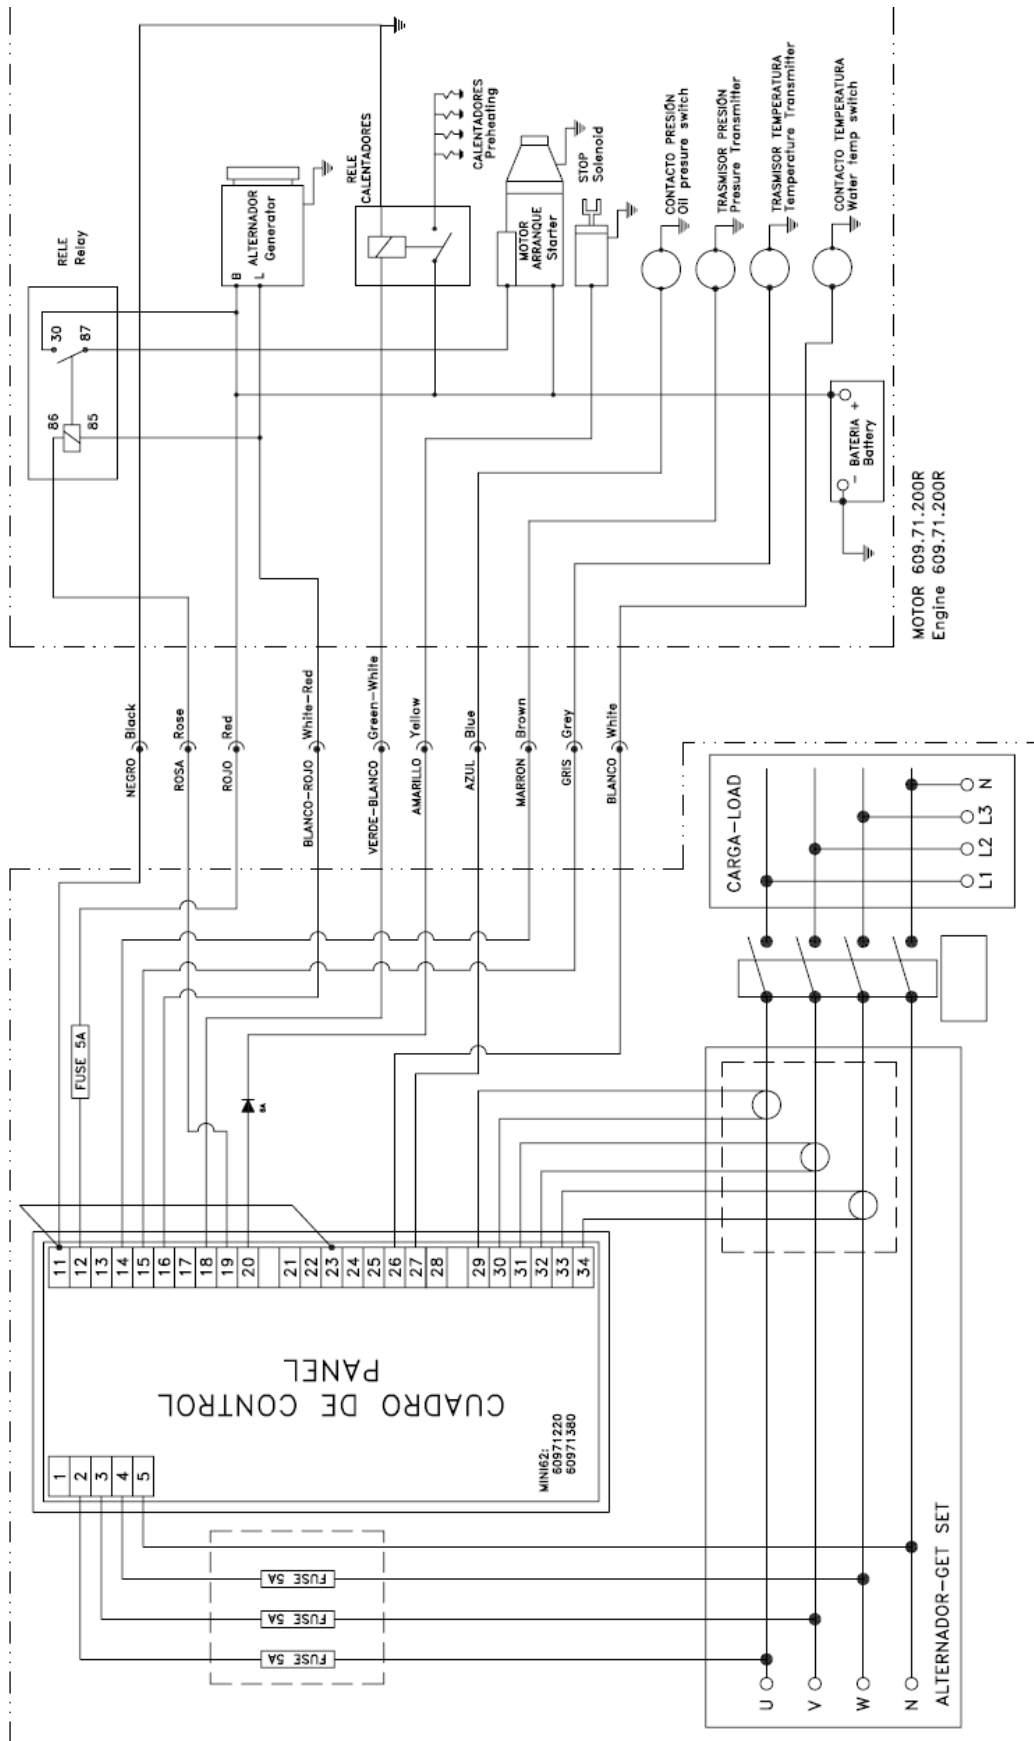 RELE
Relay
30
87
86
85
B
L
ALTERNADOR
Generator
RELE
CALENTADORES
CALENTADORES
Preheating
MOTOR
ARRANQUE
Starter
STOP
Solenoid
CONTACTO PRESIÓN
Oil presure switch
TRASMISOR PRESIÓN
Presure Transmitter
TRASMISOR TEMPERATURA
Temperature Transmitter
CONTACTO TEMPERATURA
Water temp switch
- BATERIA +
Battery
MOTOR 609.71.200R
Engine 609.71.200R
NEGRO Black
ROSA Rose
ROJO Red
BLANCO-ROJO White-Red
VERDE-BLANCO Green-White
AMARILLO Yellow
AZUL Blue
MARRON Brown
GRIS Grey
BLANCO White
FUSE 5A
6A
11
12
13
14
15
16
17
18
19
20
21
22
23
24
25
26
27
28
29
30
31
32
33
34
CUADRO DE CONTROL
PANEL
MINI62:
60971220
60971380
1
2
3
4
5
FUSE 5A
FUSE 5A
FUSE 5A
CARGA-LOAD
L1
L2
L3
N
U
V
W
N
ALTERNADOR-GET SET